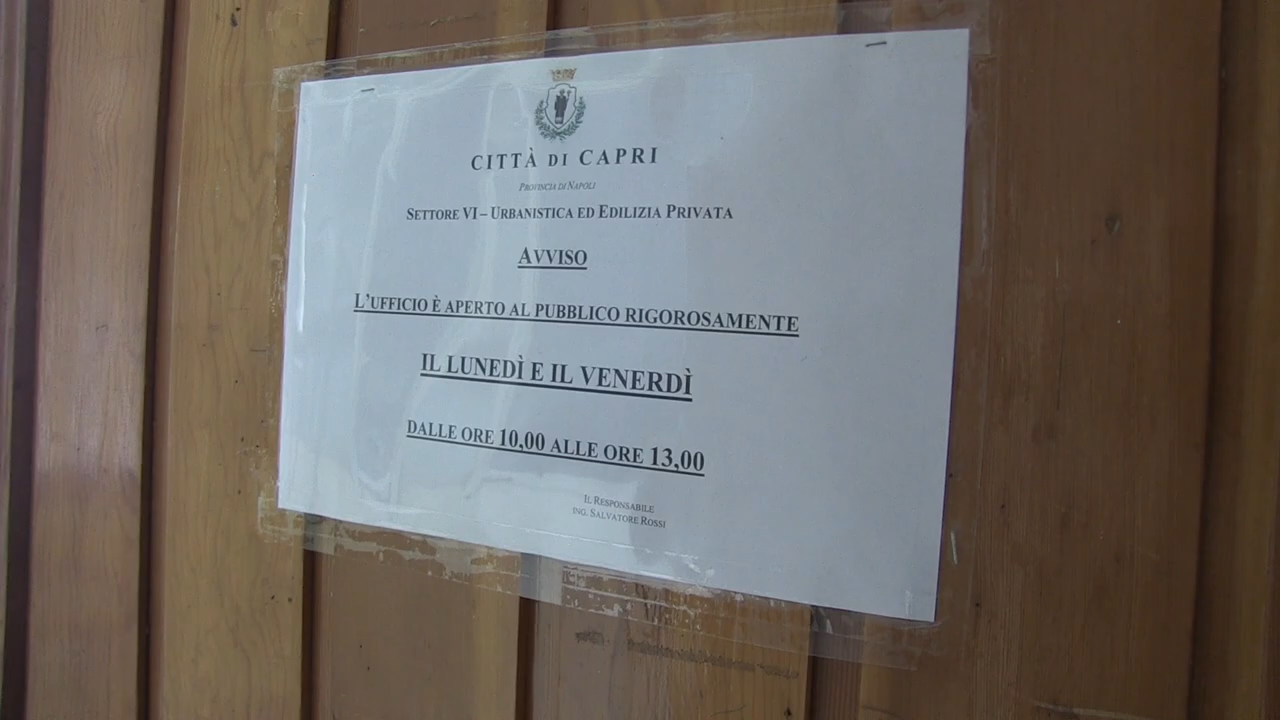 CITTÀ DI CAPRI
PROVINCIA DI NAPOLI
SETTORE VI – URBANISTICA ED EDILIZIA PRIVATA
AVVISO
L'UFFICIO È APERTO AL PUBBLICO RIGOROSAMENTE
IL LUNEDÌ E IL VENERDÌ
DALLE ORE 10,00 ALLE ORE 13,00
IL RESPONSABILE
ING. SALVATORE ROSSI